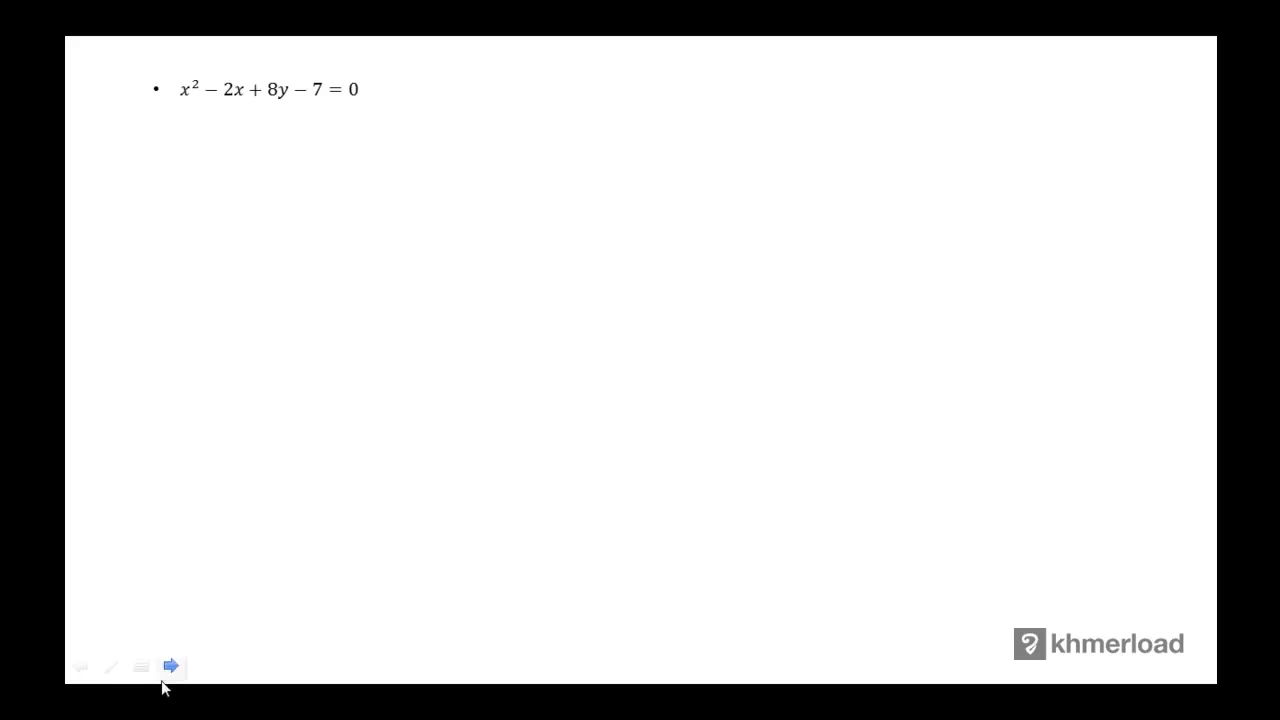 • x² − 2x + 8y − 7 = 0
khmerload